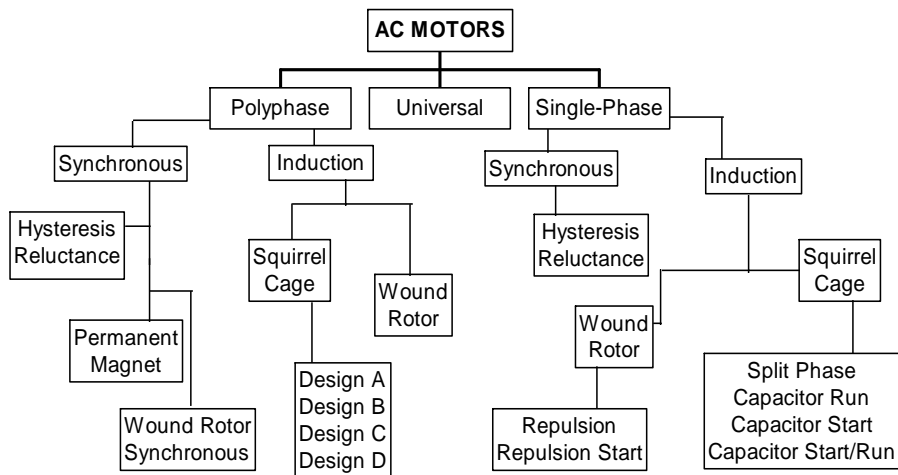 AC MOTORS
Polyphase
Universal
Single-Phase
Synchronous
Induction
Synchronous
Induction
Hysteresis
Reluctance
Squirrel
Cage
Wound
Rotor
Hysteresis
Reluctance
Squirrel
Cage
Permanent
Magnet
Wound
Rotor
Wound Rotor
Synchronous
Design A
Design B
Design C
Design D
Repulsion
Repulsion Start
Split Phase
Capacitor Run
Capacitor Start
Capacitor Start/Run